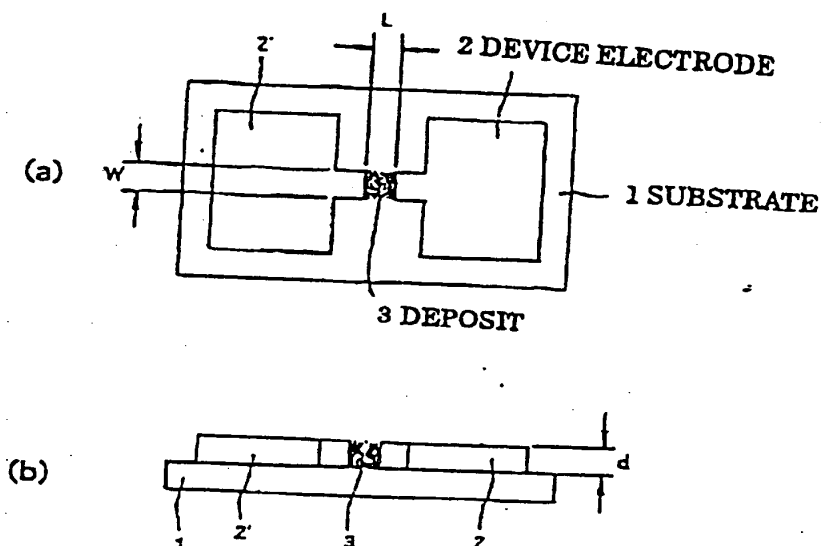 L
2'
2 DEVICE ELECTRODE
(a)
W
1 SUBSTRATE
3 DEPOSIT
(b)
d
1
2'
3
2